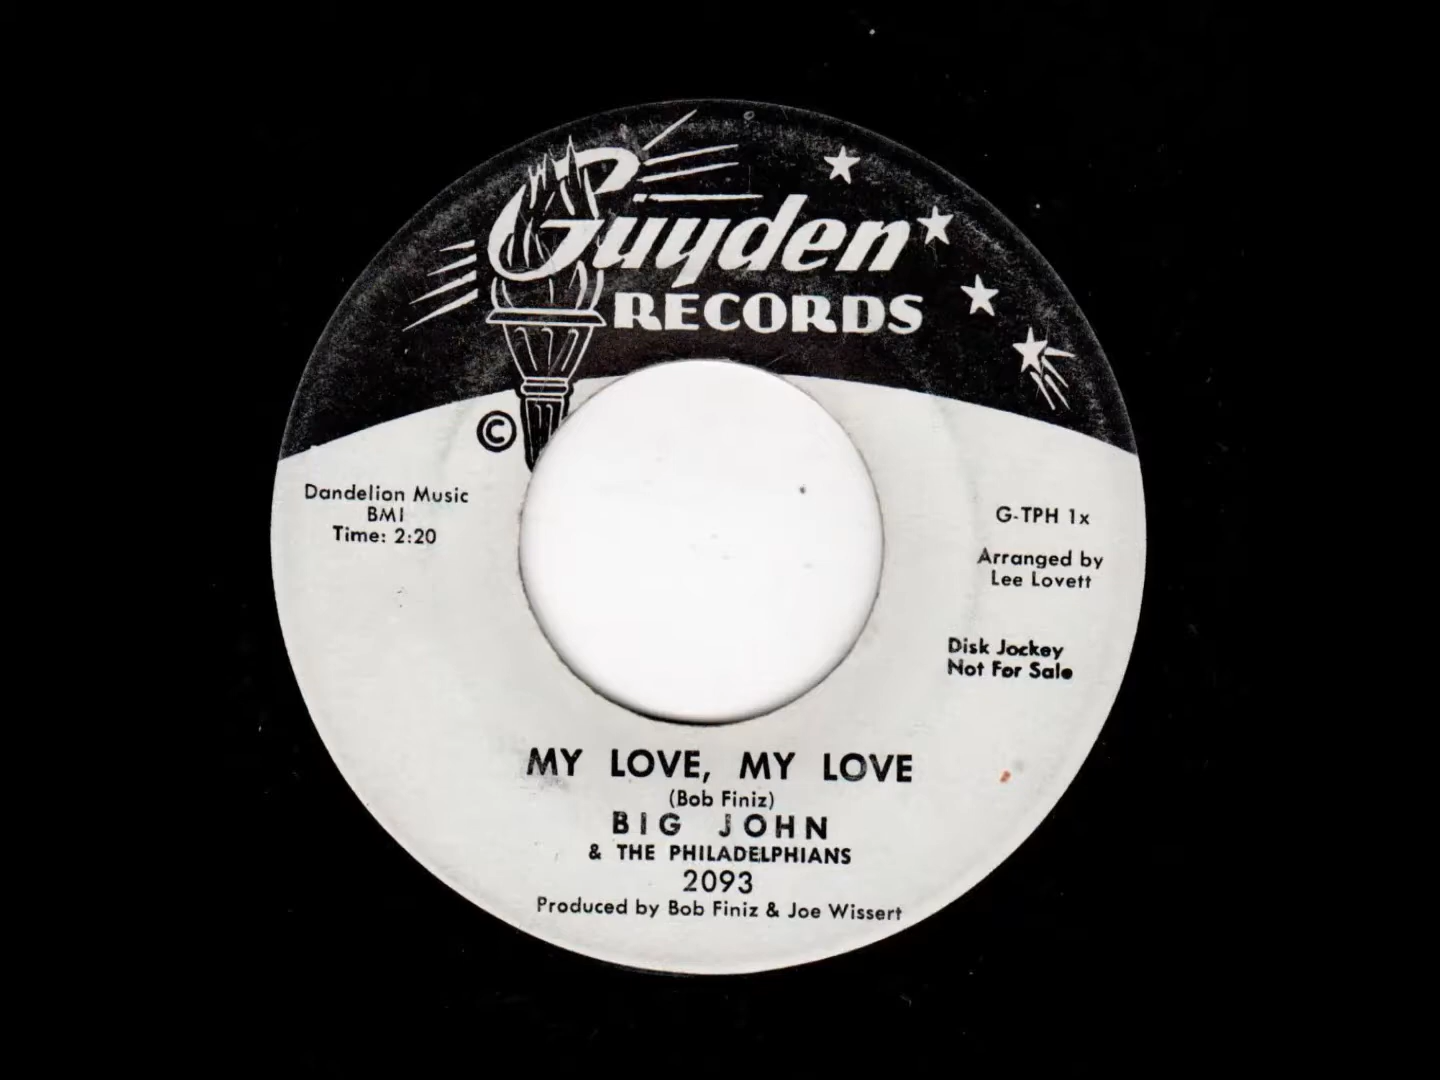 Guyden
RECORDS
©
Dandelion Music
BMI
Time: 2:20
G-TPH 1x
Arranged by
Lee Lovett
Disk Jockey
Not For Sale
MY LOVE, MY LOVE
(Bob Finiz)
BIG JOHN
& THE PHILADELPHIANS
2093
Produced by Bob Finiz & Joe Wissert